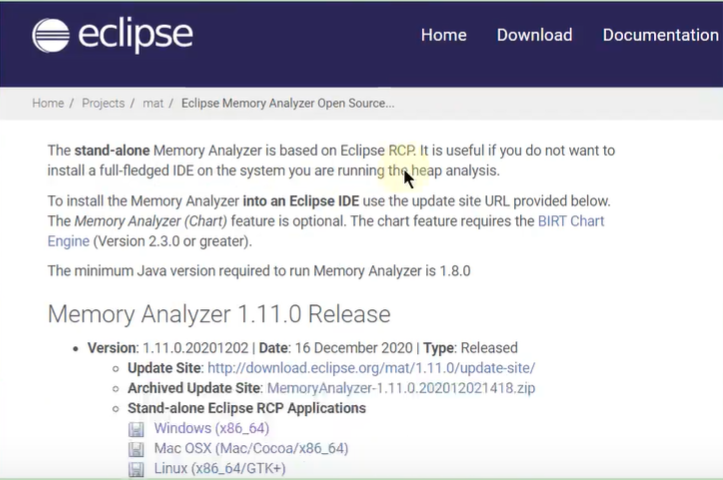 eclipse
Home Download Documentation
Home / Projects / mat / Eclipse Memory Analyzer Open Source...
The stand-alone Memory Analyzer is based on Eclipse RCP. It is useful if you do not want to
install a full-fledged IDE on the system you are running the heap analysis.
To install the Memory Analyzer into an Eclipse IDE use the update site URL provided below.
The Memory Analyzer (Chart) feature is optional. The chart feature requires the BIRT Chart
Engine (Version 2.3.0 or greater).
The minimum Java version required to run Memory Analyzer is 1.8.0
Memory Analyzer 1.11.0 Release
• Version: 1.11.0.20201202 | Date: 16 December 2020 | Type: Released
Update Site: http://download.eclipse.org/mat/1.11.0/update-site/
Archived Update Site: MemoryAnalyzer-1.11.0.202012021418.zip
Stand-alone Eclipse RCP Applications
Windows (x86_64)
Mac OSX (Mac/Cocoa/x86_64)
Linux (x86_64/GTK+)